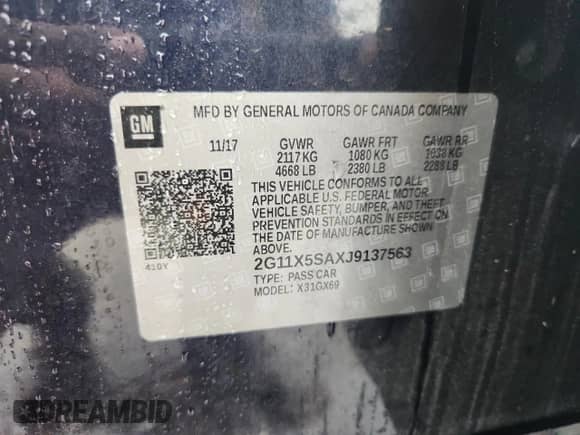 GM
MFD BY GENERAL MOTORS OF CANADA COMPANY
11/17 GVWR GAWR FRT GAWR RR
2117 KG 1080 KG 1038 KG
4668 LB 2380 LB 2288 LB
THIS VEHICLE CONFORMS TO ALL
APPLICABLE U.S. FEDERAL MOTOR
VEHICLE SAFETY, BUMPER, AND THEFT
PREVENTION STANDARDS IN EFFECT ON
THE DATE OF MANUFACTURE SHOWN
ABOVE.
2G11X5SAXJ9137563
TYPE: PASS CAR
MODEL: X31GX69
410Y
DREAMBID